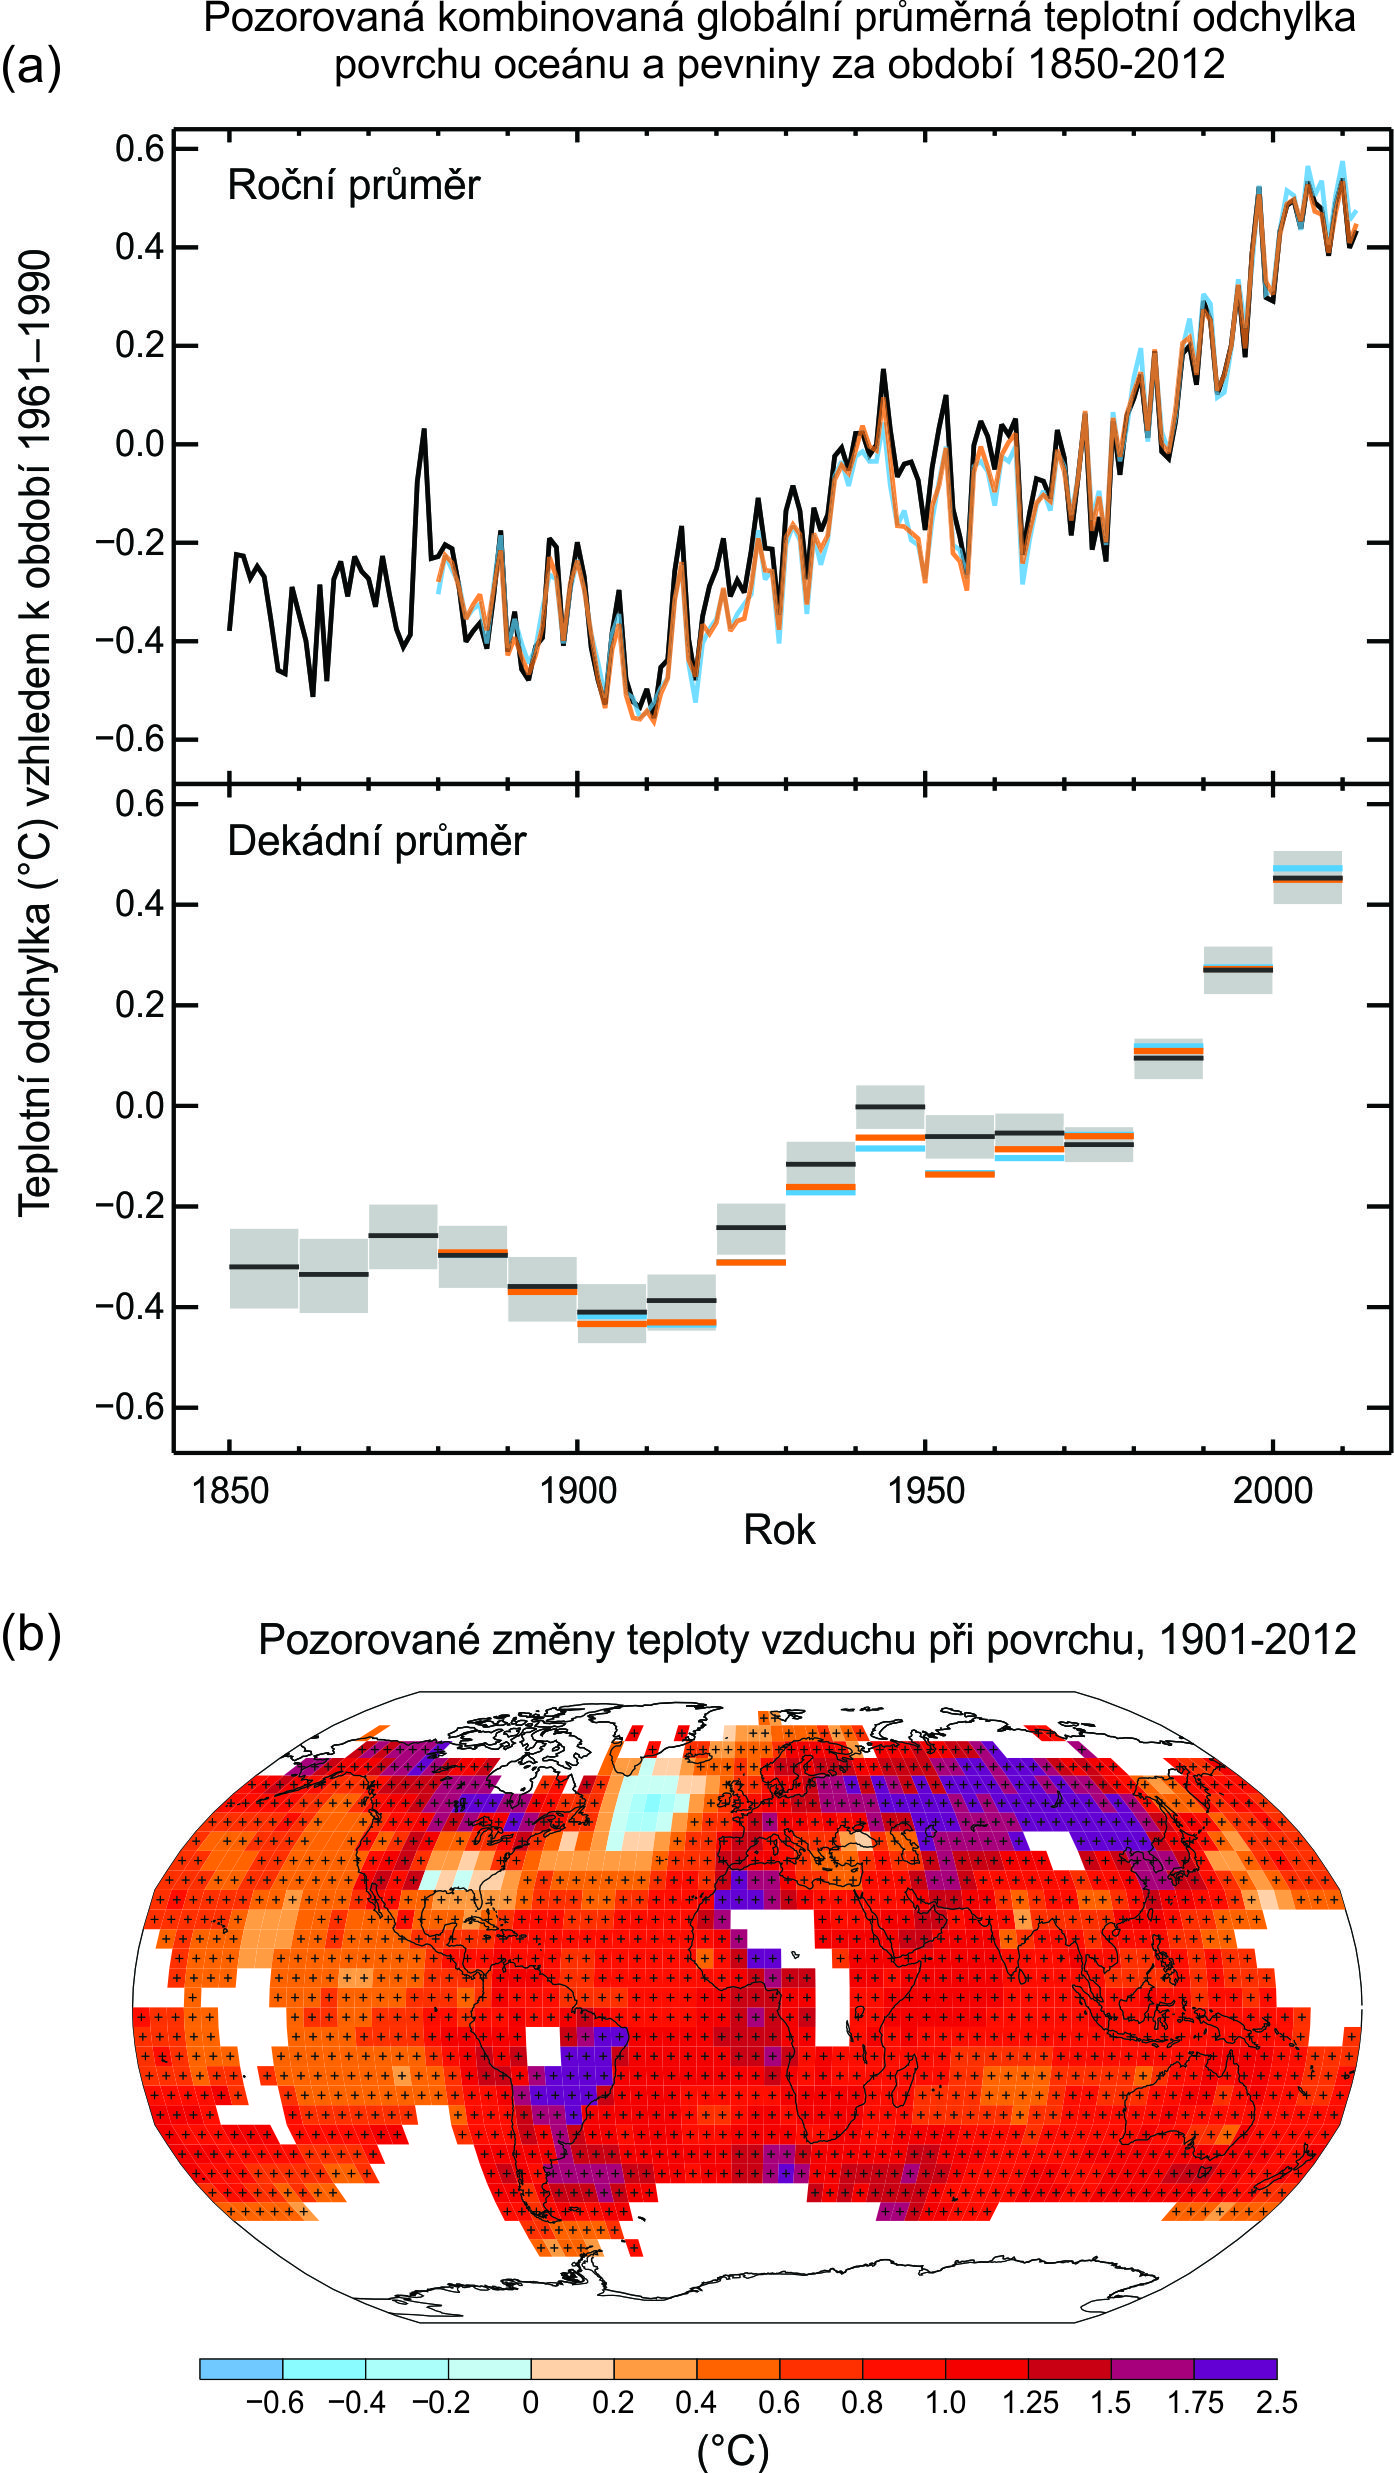 Pozorovaná kombinovaná globální průměrná teplotní odchylka
(a)
povrchu oceánu a pevniny za období 1850-2012
Teplotní odchylka (°C) vzhledem k období 1961–1990
Roční průměr
0.6
0.4
0.2
0.0
−0.2
−0.4
−0.6
Dekádní průměr
0.6
0.4
0.2
0.0
−0.2
−0.4
−0.6
1850 1900 1950 2000
Rok
(b)
Pozorované změny teploty vzduchu při povrchu, 1901-2012
−0.6 −0.4 −0.2 0 0.2 0.4 0.6 0.8 1.0 1.25 1.5 1.75 2.5
(°C)